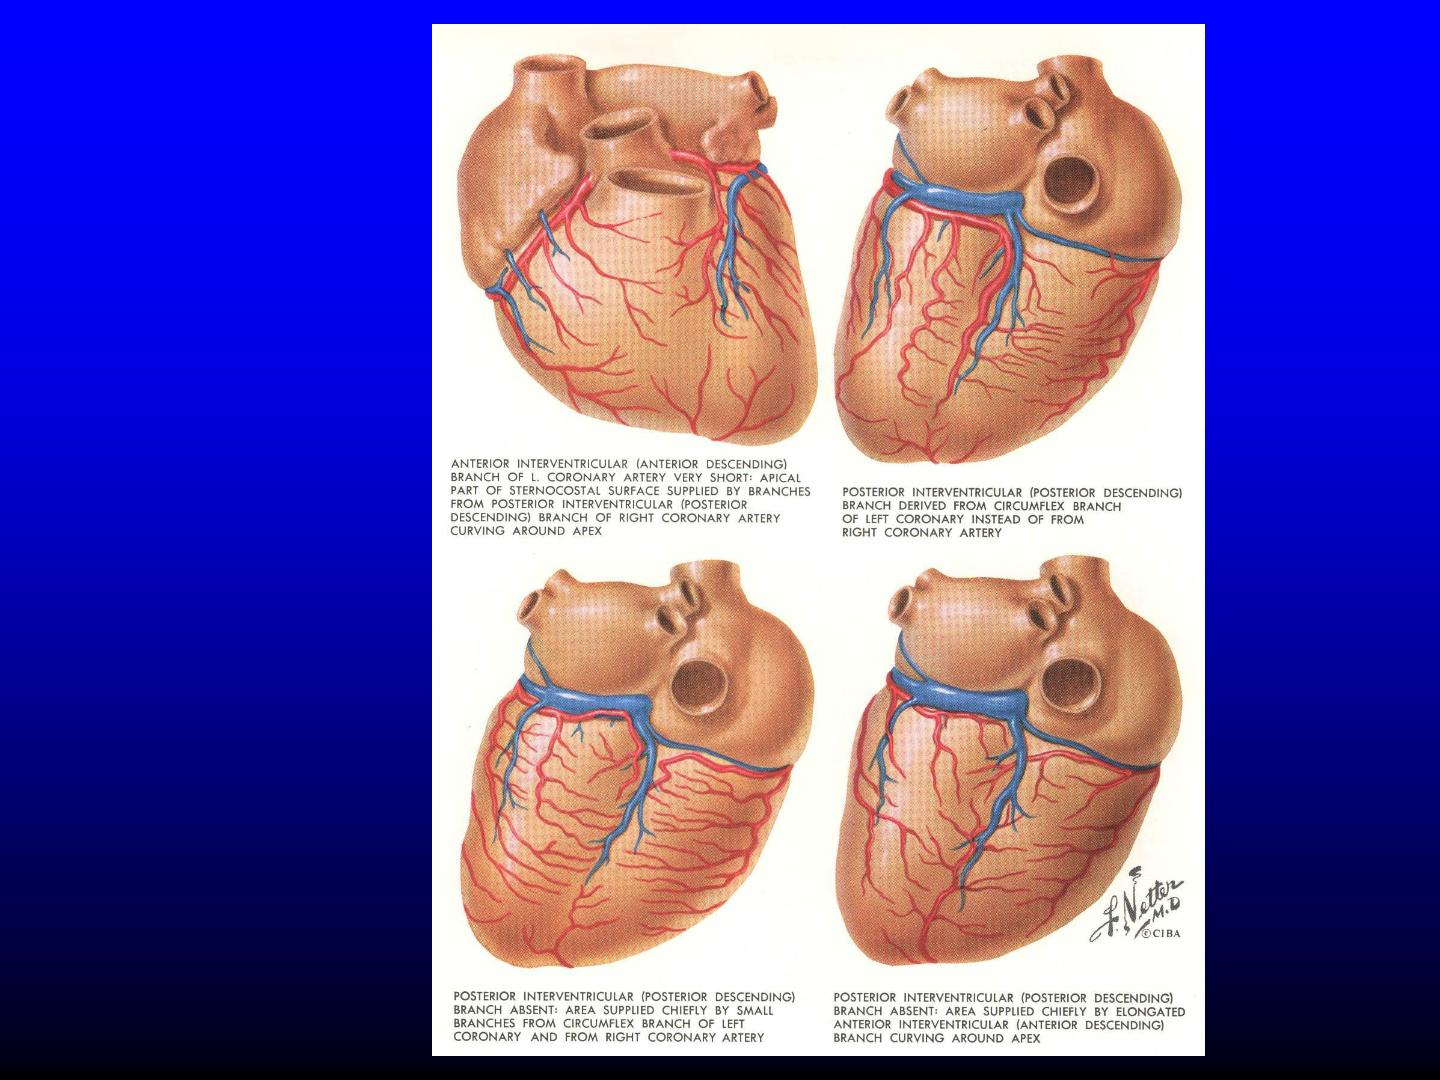 ANTERIOR INTERVENTRICULAR (ANTERIOR DESCENDING)
BRANCH OF L. CORONARY ARTERY VERY SHORT: APICAL
PART OF STERNOCOSTAL SURFACE SUPPLIED BY BRANCHES
FROM POSTERIOR INTERVENTRICULAR (POSTERIOR
DESCENDING) BRANCH OF RIGHT CORONARY ARTERY
CURVING AROUND APEX
POSTERIOR INTERVENTRICULAR (POSTERIOR DESCENDING)
BRANCH DERIVED FROM CIRCUMFLEX BRANCH
OF LEFT CORONARY INSTEAD OF FROM
RIGHT CORONARY ARTERY
F. Netter
M.D
©CIBA
POSTERIOR INTERVENTRICULAR (POSTERIOR DESCENDING)
BRANCH ABSENT: AREA SUPPLIED CHIEFLY BY SMALL
BRANCHES FROM CIRCUMFLEX BRANCH OF LEFT
CORONARY AND FROM RIGHT CORONARY ARTERY
POSTERIOR INTERVENTRICULAR (POSTERIOR DESCENDING)
BRANCH ABSENT: AREA SUPPLIED CHIEFLY BY ELONGATED
ANTERIOR INTERVENTRICULAR (ANTERIOR DESCENDING)
BRANCH CURVING AROUND APEX